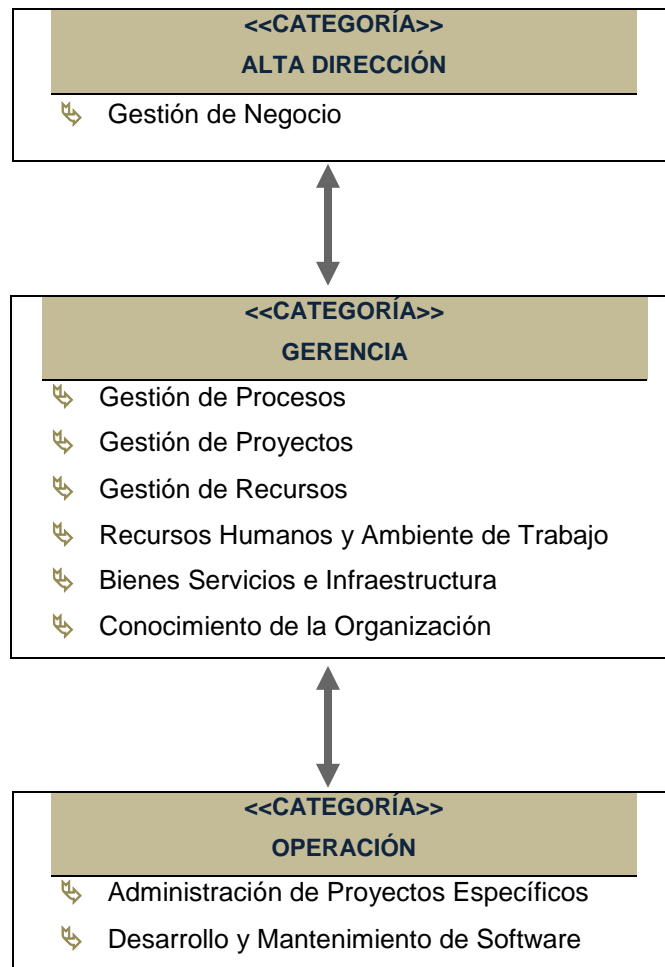 <<CATEGORÍA>>
ALTA DIRECCIÓN
Gestión de Negocio
<<CATEGORÍA>>
GERENCIA
Gestión de Procesos
Gestión de Proyectos
Gestión de Recursos
Recursos Humanos y Ambiente de Trabajo
Bienes Servicios e Infraestructura
Conocimiento de la Organización
<<CATEGORÍA>>
OPERACIÓN
Administración de Proyectos Específicos
Desarrollo y Mantenimiento de Software